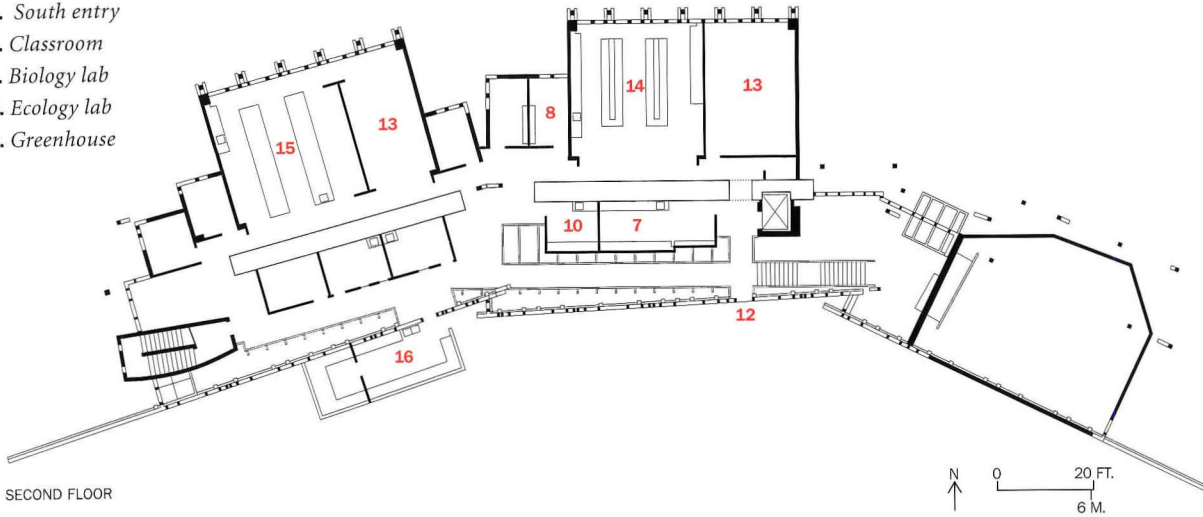 . South entry
. Classroom
. Biology lab
. Ecology lab
. Greenhouse
14
13
8
13
15
10
7
12
16
SECOND FLOOR
N
0
20 FT.
6 M.